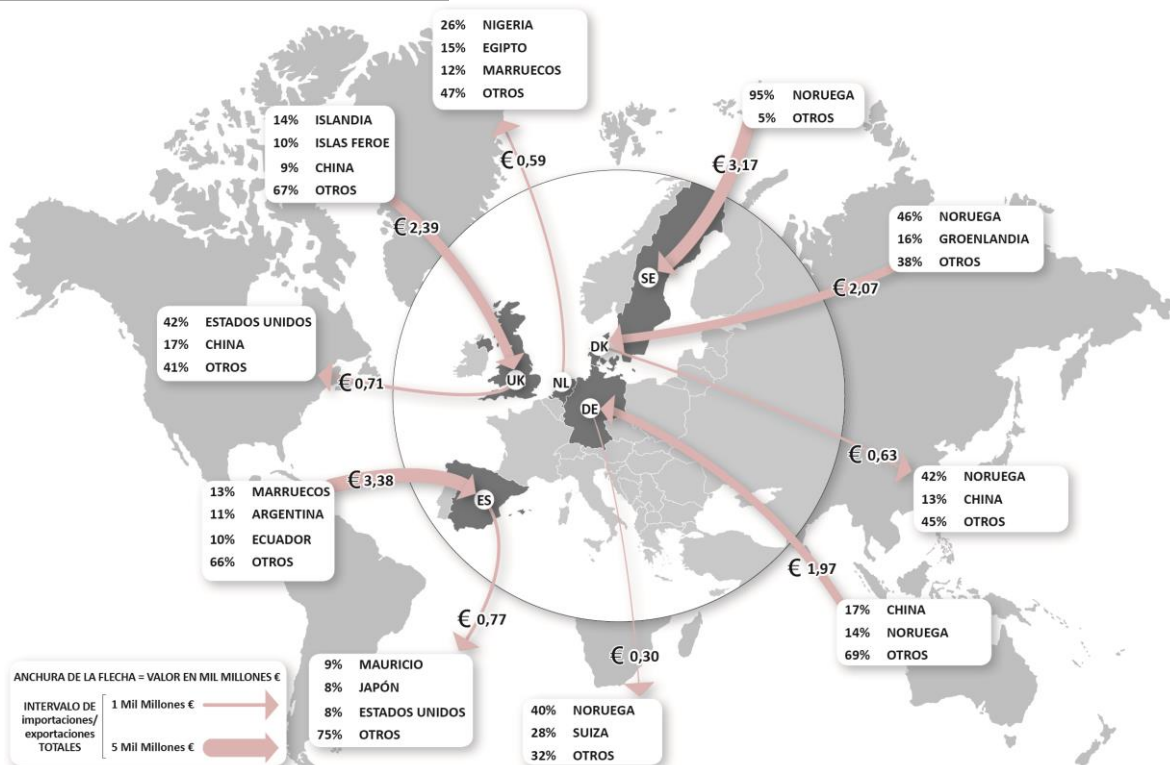 26% NIGERIA
15% EGIPTO
12% MARRUECOS
47% OTROS
95% NORUEGA
5% OTROS
14% ISLANDIA
10% ISLAS FEROE
9% CHINA
67% OTROS
€ 0,59
€ 3,17
46% NORUEGA
16% GROENLANDIA
38% OTROS
€ 2,39
€ 2,07
SE
42% ESTADOS UNIDOS
17% CHINA
41% OTROS
DK
€ 0,71
UK
NL
DE
€ 0,63
42% NORUEGA
13% CHINA
45% OTROS
€ 3,38
13% MARRUECOS
11% ARGENTINA
10% ECUADOR
66% OTROS
ES
€ 1,97
17% CHINA
14% NORUEGA
69% OTROS
€ 0,77
€ 0,30
9% MAURICIO
8% JAPÓN
8% ESTADOS UNIDOS
75% OTROS
40% NORUEGA
28% SUIZA
32% OTROS
ANCHURA DE LA FLECHA = VALOR EN MIL MILLONES €
INTERVALO DE
importaciones/
exportaciones
TOTALES
1 Mil Millones €
5 Mil Millones €